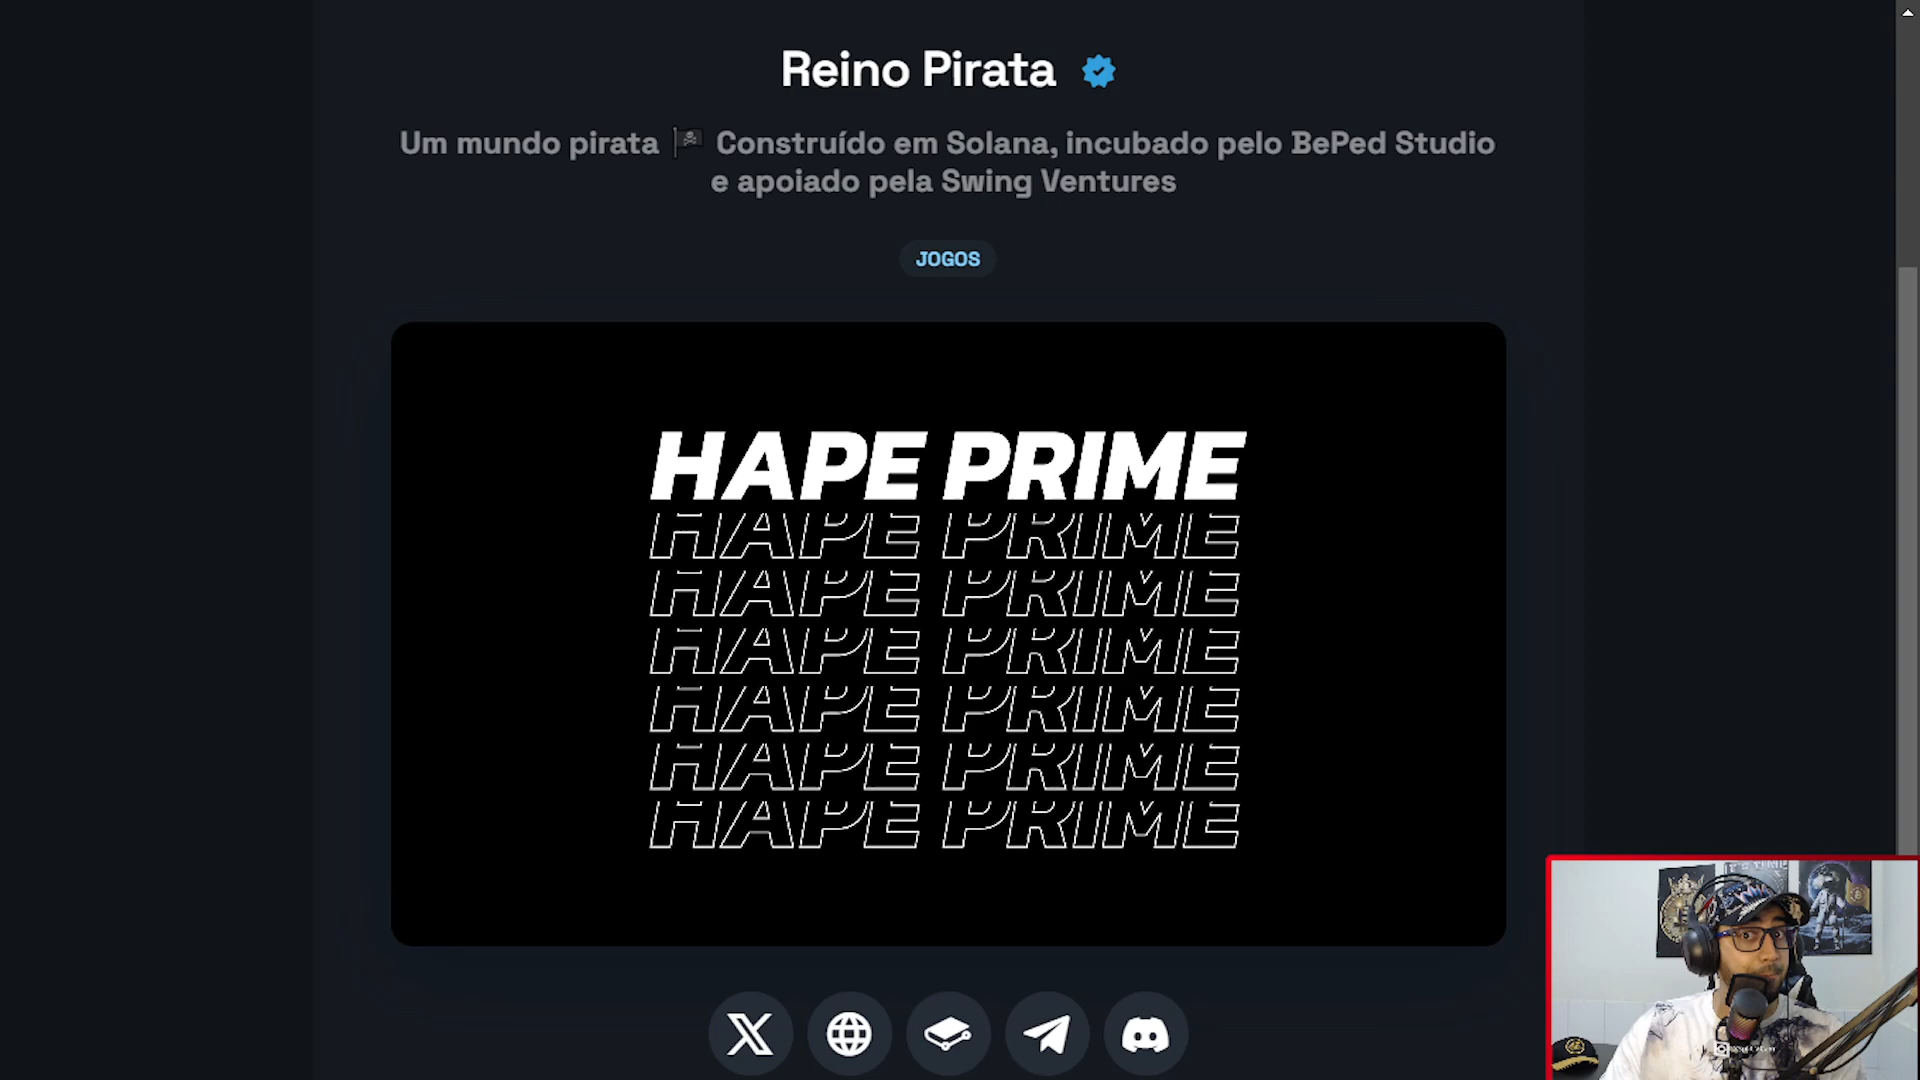 Reino Pirata
Um mundo pirata 🏴‍☠️ Construído em Solana, incubado pelo BePed Studio
e apoiado pela Swing Ventures
JOGOS
HAPE PRIME
HAPE PRIME
HAPE PRIME
HAPE PRIME
HAPE PRIME
HAPE PRIME
HAPE PRIME